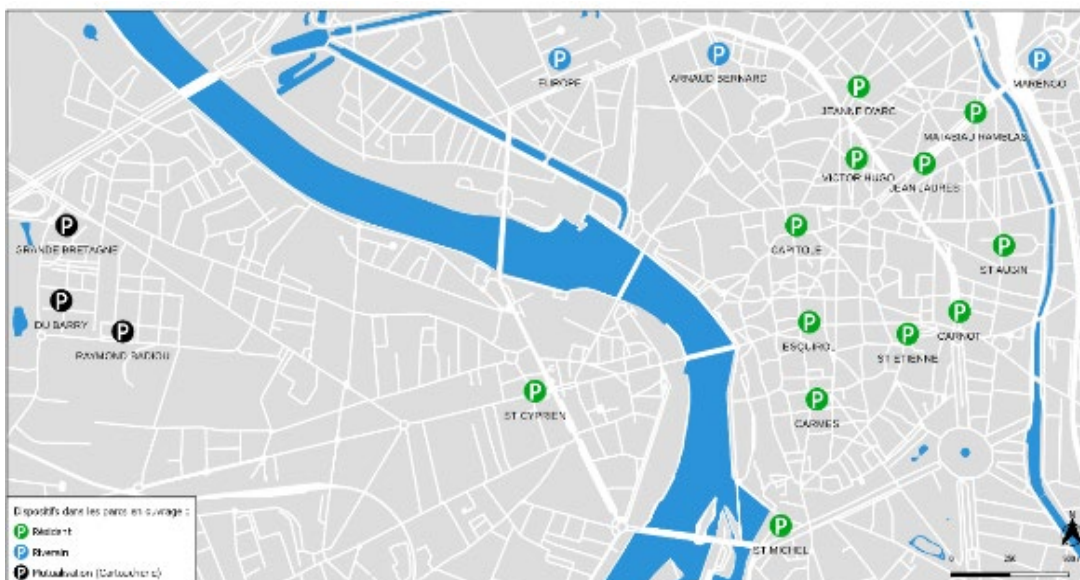 P
EUROPE
P
ARNAUD BERNARD
P
MARENGO
P
JEANNE D'ARC
P
MATABIAU RAMBLAS
P
VICTOR HUGO
P
JEAN JAURES
P
GRANDE BRETAGNE
P
CAPITOLE
P
ST AUBIN
P
DU BARRY
P
RAYMOND BADIOU
P
ESQUIROL
P
ST ETIENNE
P
CARNOT
P
ST CYPRIEN
P
CARMES
P
ST MICHEL
Dispositifs dans les parcs en ouvrage :
P Résident
P Riverain
P Mutualisation (Cartoucherie)
N
0 250